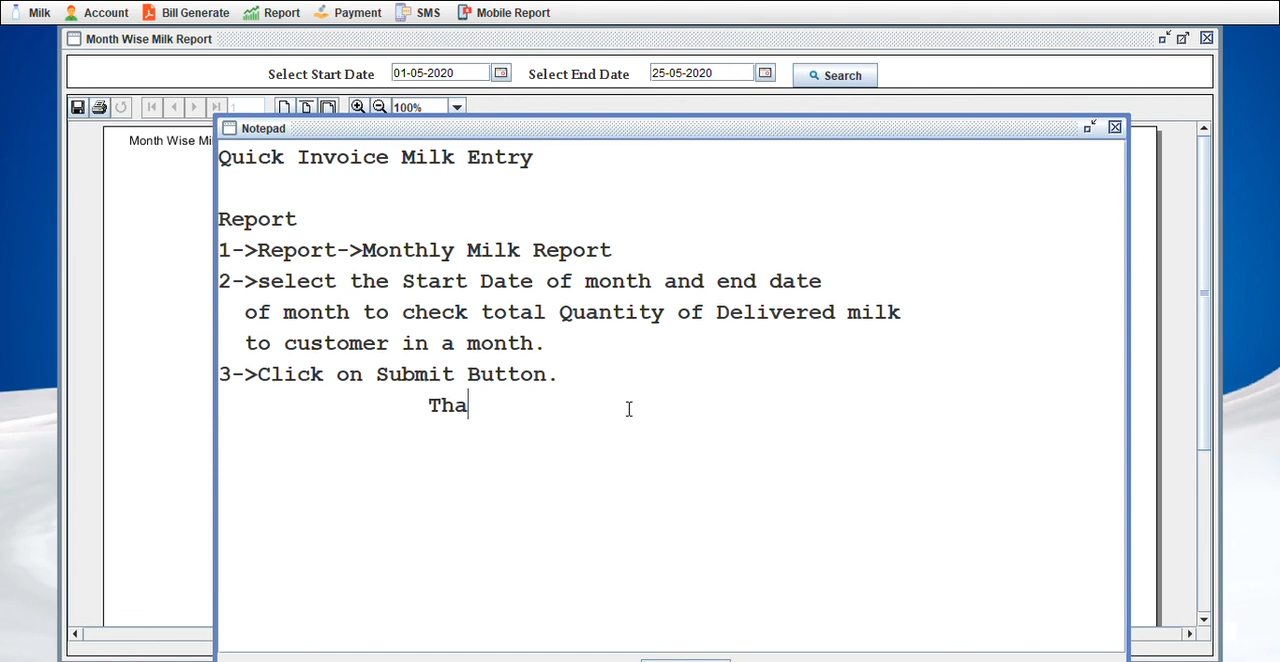 Milk Account Bill Generate Report Payment SMS Mobile Report
Month Wise Milk Report
Select Start Date 01-05-2020 Select End Date 25-05-2020 Search
1 100%
Month Wise Mi
Notepad
Quick Invoice Milk Entry
Report
1->Report->Monthly Milk Report
2->select the Start Date of month and end date
of month to check total Quantity of Delivered milk
to customer in a month.
3->Click on Submit Button.
Tha